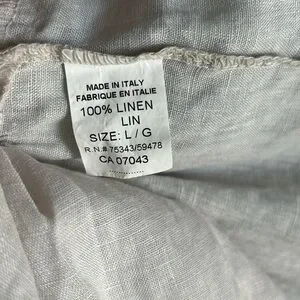 MADE IN ITALY
FABRIQUE EN ITALIE
100% LINEN
LIN
SIZE: L / G
R.N.# 75343/59478
CA 07043